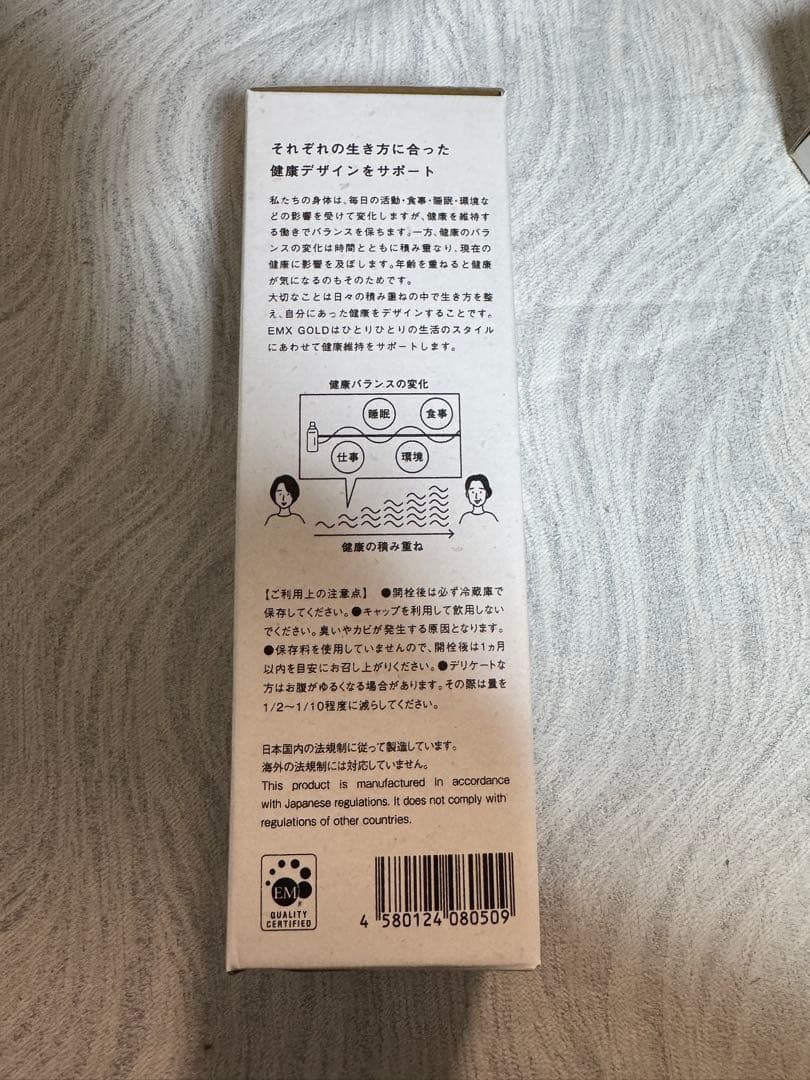 それぞれの生き方に合った
健康デザインをサポート
私たちの身体は、毎日の活動・食事・睡眠・環境な
どの影響を受けて変化しますが、健康を維持す
る働きでバランスを保ちます。一方、健康のバラ
ンスの変化は時間とともに積み重なり、現在の
健康に影響を及ぼします。年齢を重ねると健康
が気になるのもそのためです。
大切なことは日々の積み重ねの中で生き方を整
え、自分にあった健康をデザインすることです。
EMX GOLDはひとりひとりの生活のスタイル
にあわせて健康維持をサポートします。
健康バランスの変化
睡眠
食事
仕事
環境
健康の積み重ね
【ご利用上の注意点】 ●開栓後は必ず冷蔵庫で
保存してください。●キャップを利用して飲用しない
でください。臭いやカビが発生する原因となります。
●保存料を使用していませんので、開栓後は1ヵ月
以内を目安にお召し上がりください。●デリケートな
方はお腹がゆるくなる場合があります。その際は量を
1/2〜1/10程度に減らしてください。
日本国内の法規制に従って製造しています。
海外の法規制には対応していません。
This product is manufactured in accordance
with Japanese regulations. It does not comply with
regulations of other countries.
EM
QUALITY
CERTIFIED
4 580124 080509